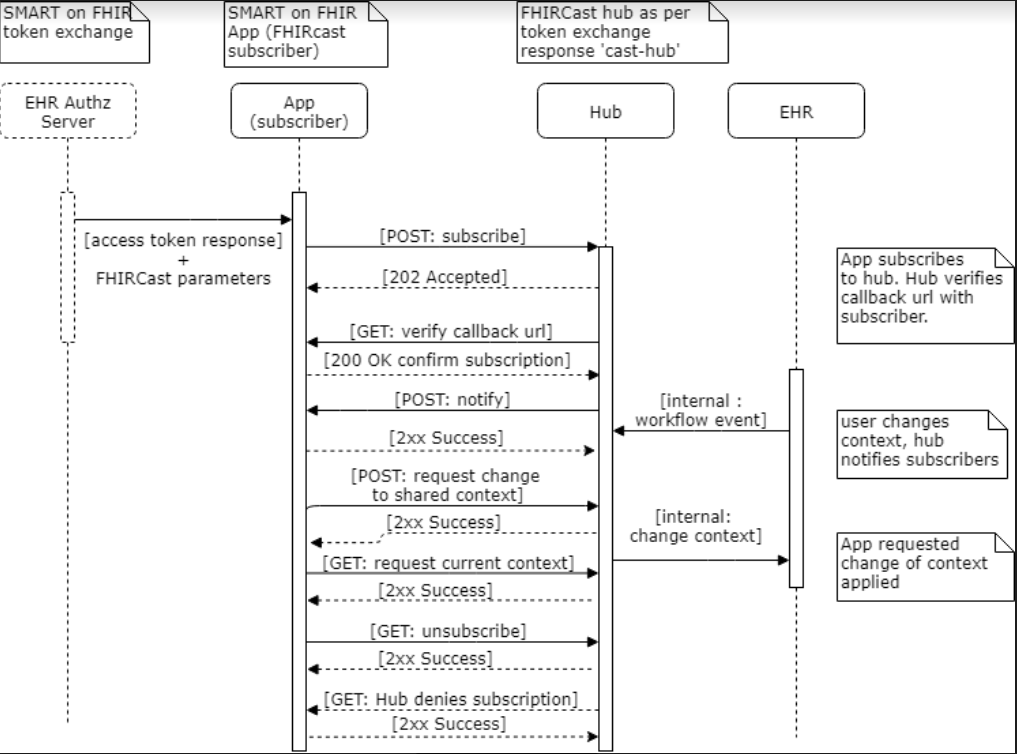 SMART on FHIR
token exchange
SMART on FHIR
App (FHIRcast
subscriber)
FHIRCast hub as per
token exchange
response 'cast-hub'
EHR Authz
Server
App
(subscriber)
Hub
EHR
[access token response]
+
FHIRCast parameters
[POST: subscribe]
[202 Accepted]
App subscribes
to hub. Hub verifies
callback url with
subscriber.
[GET: verify callback url]
[200 OK confirm subscription]
[POST: notify]
[internal :
workflow event]
user changes
context, hub
notifies subscribers
[2xx Success]
[POST: request change
to shared context]
[2xx Success]
[internal:
change context]
App requested
change of context
applied
[GET: request current context]
[2xx Success]
[GET: unsubscribe]
[2xx Success]
[GET: Hub denies subscription]
[2xx Success]